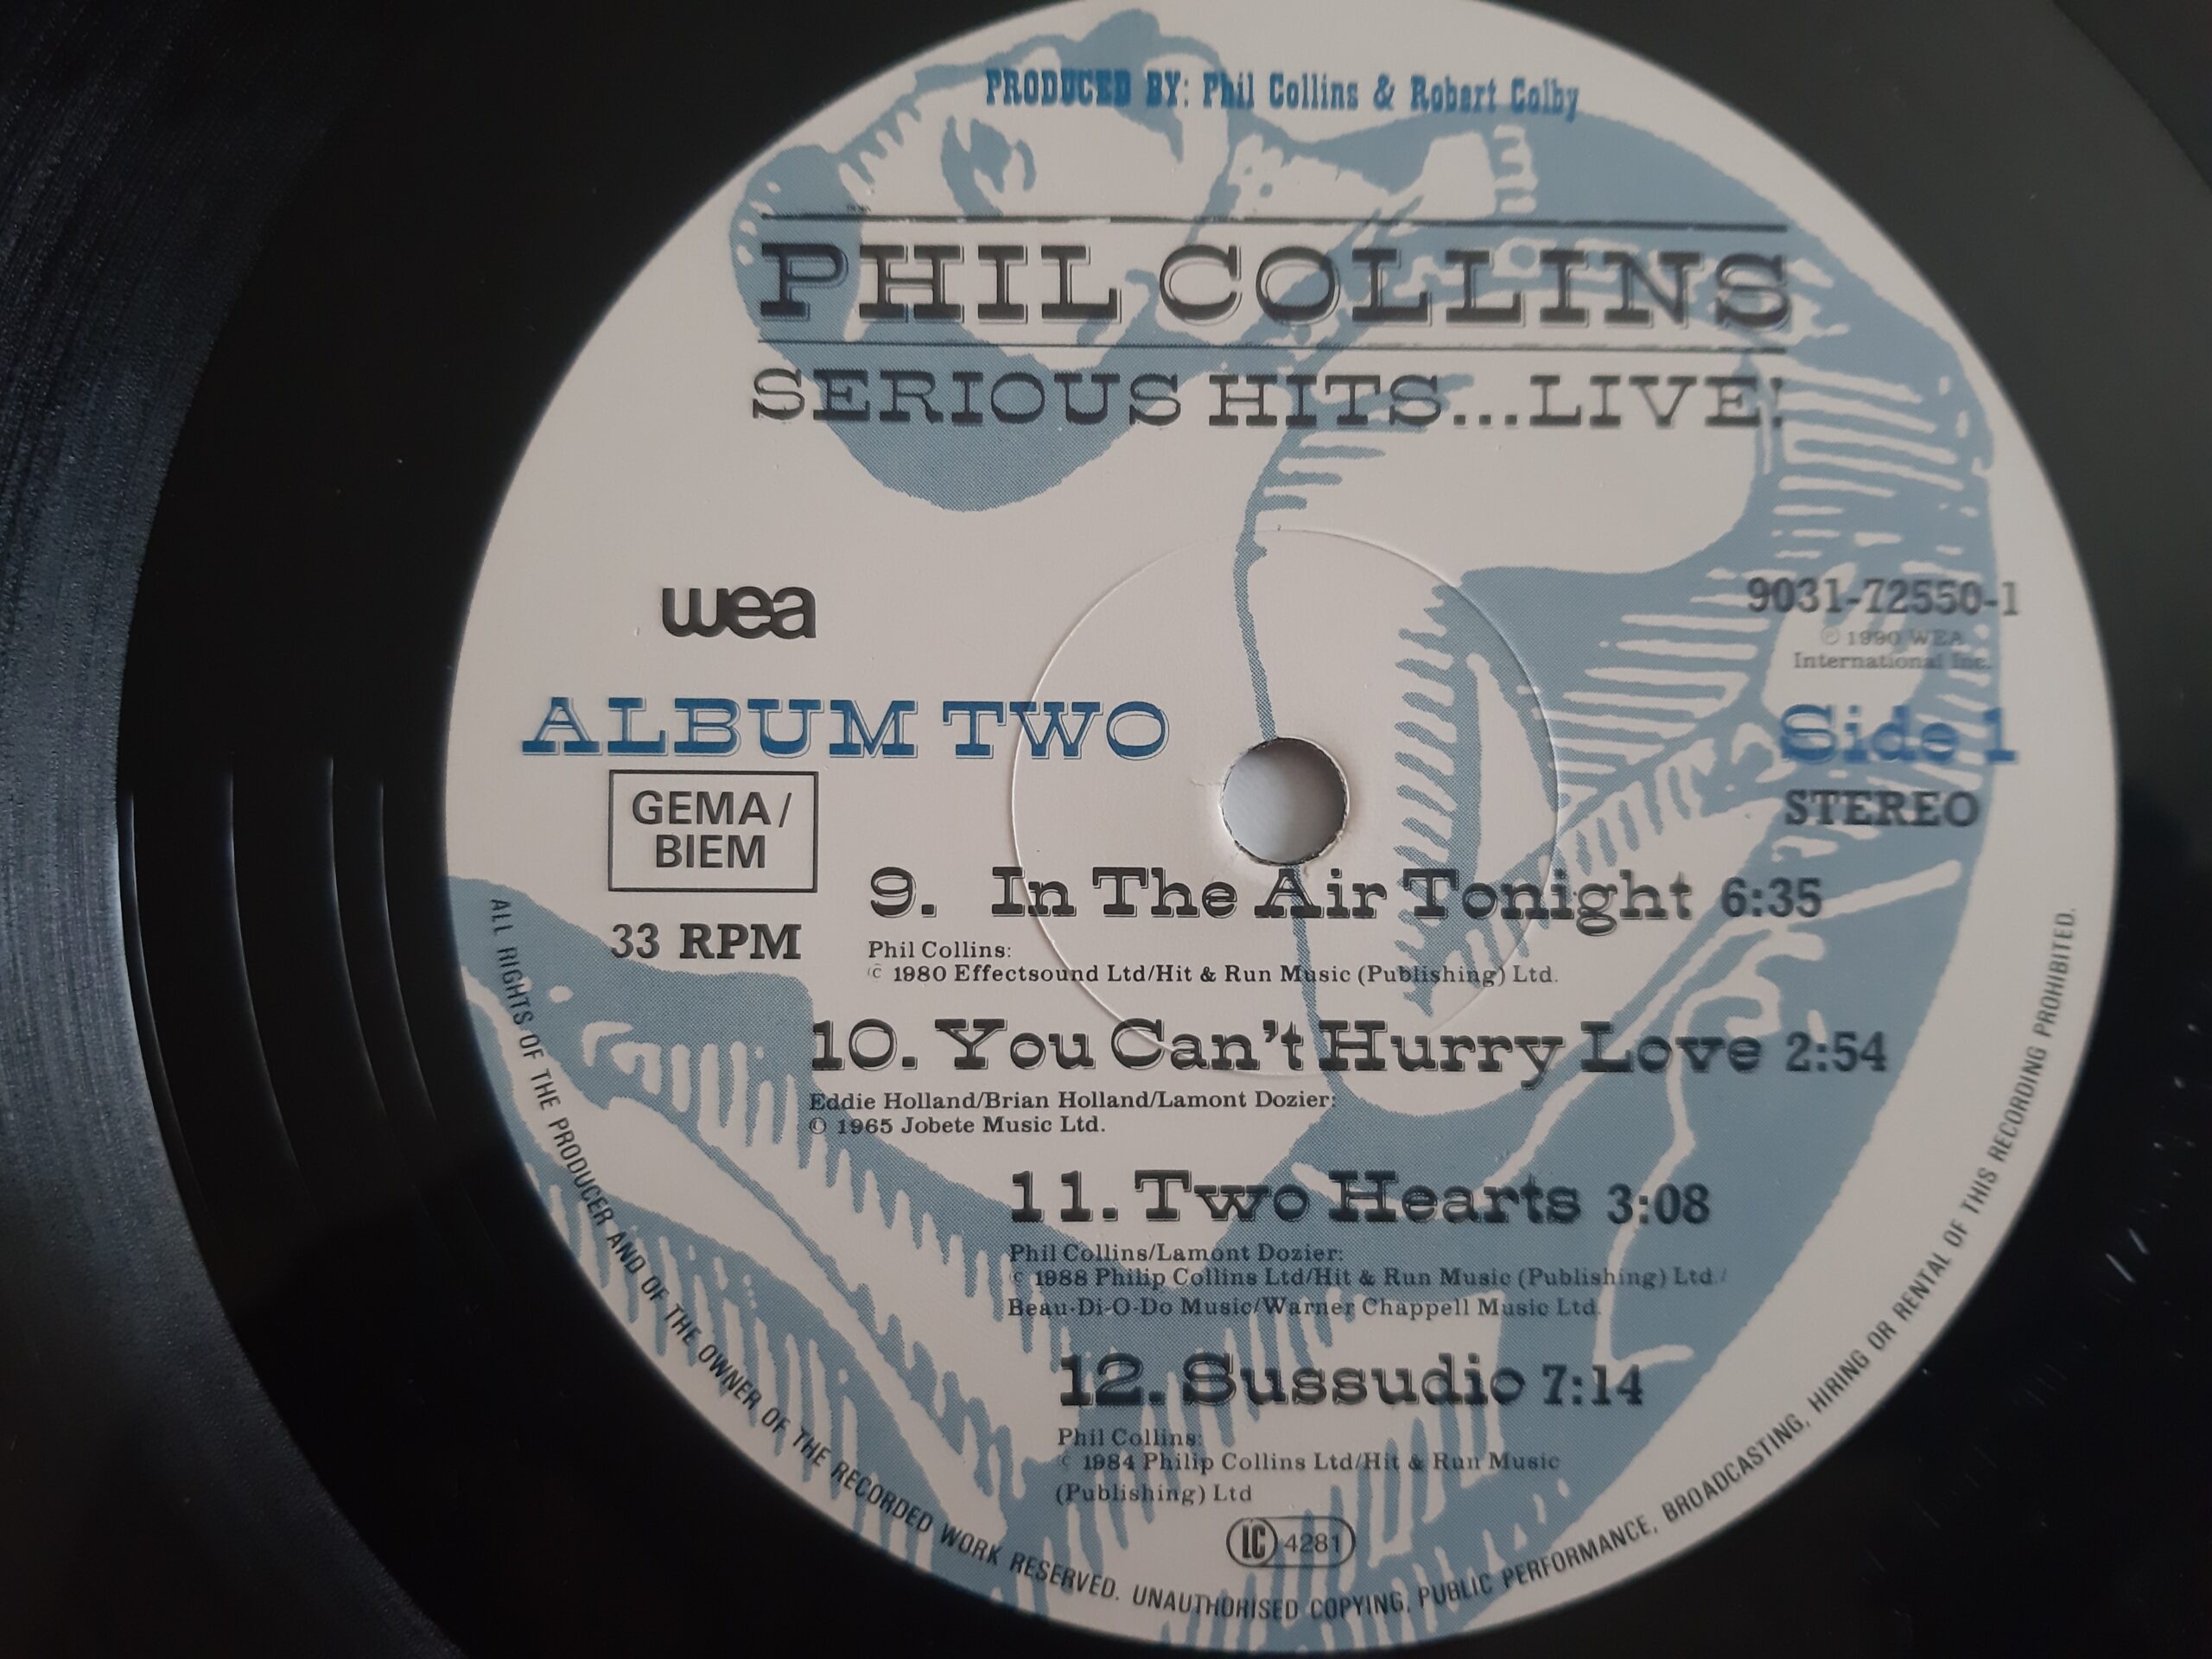 PRODUCED BY: Phil Collins & Robert Colby
PHIL COLLINS
SERIOUS HITS...LIVE!
wea
9031-72550-1
℗ 1990 WEA
International Inc.
ALBUM TWO
Side 1
GEMA/
BIEM
STEREO
33 RPM
9. In The Air Tonight 6:35
Phil Collins:
© 1980 Effectsound Ltd/Hit & Run Music (Publishing) Ltd.
10. You Can't Hurry Love 2:54
Eddie Holland/Brian Holland/Lamont Dozier:
© 1965 Jobete Music Ltd.
11. Two Hearts 3:08
Phil Collins/Lamont Dozier:
© 1988 Philip Collins Ltd/Hit & Run Music (Publishing) Ltd./
Beau-Di-O-Do Music/Warner Chappell Music Ltd.
12. Sussudio 7:14
Phil Collins:
© 1984 Philip Collins Ltd/Hit & Run Music
(Publishing) Ltd
LC 4281
ALL RIGHTS OF THE PRODUCER AND OF THE OWNER OF THE RECORDED WORK RESERVED. UNAUTHORISED COPYING, PUBLIC PERFORMANCE, BROADCASTING, HIRING OR RENTAL OF THIS RECORDING PROHIBITED.